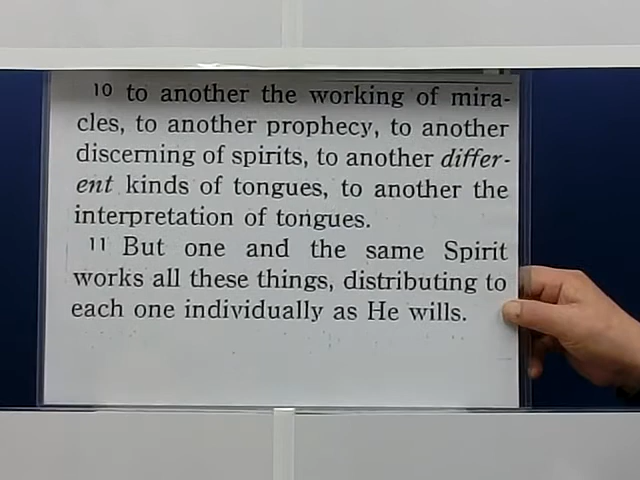 10 to another the working of mira-
cles, to another prophecy, to another
discerning of spirits, to another differ-
ent kinds of tongues, to another the
interpretation of tongues.
11 But one and the same Spirit
works all these things, distributing to
each one individually as He wills.